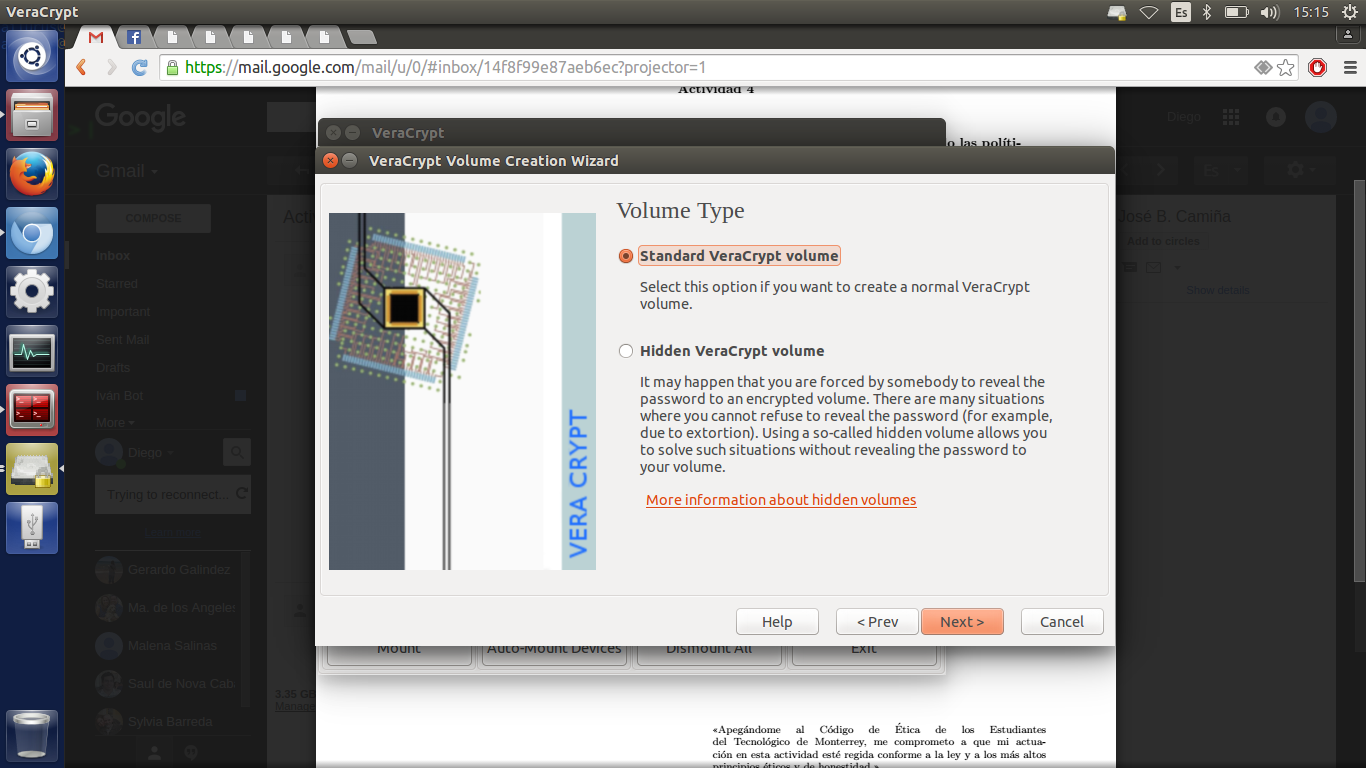 VeraCrypt
Es
15:15
https://mail.google.com/mail/u/0/#inbox/14f8f99e87aeb6ec?projector=1
Actividad 4
Google
Diego
VeraCrypt
o las políti-
VeraCrypt Volume Creation Wizard
Gmail
Es
COMPOSE
José B. Camiña
Add to circles
Show details
Inbox
Starred
Important
Sent Mail
Drafts
Iván Bot
More
Diego
Trying to reconnect...
Gerardo Galindez
Ma. de los Angeles
Malena Salinas
Saul de Nova Cab
Sylvia Barreda
Volume Type
Standard VeraCrypt volume
Select this option if you want to create a normal VeraCrypt
volume.
Hidden VeraCrypt volume
It may happen that you are forced by somebody to reveal the
password to an encrypted volume. There are many situations
where you cannot refuse to reveal the password (for example,
due to extortion). Using a so-called hidden volume allows you
to solve such situations without revealing the password to
your volume.
More information about hidden volumes
VERA CRYPT
Help
< Prev
Next >
Cancel
Mount
Auto-Mount Devices
Dismount All
Exit
3.35 GB
Manage
«Apegándome al Código de Ética de los Estudiantes
del Tecnológico de Monterrey, me comprometo a que mi actua-
ción en esta actividad esté regida conforme a la ley y a los más altos
principios éticos y de honestidad.»